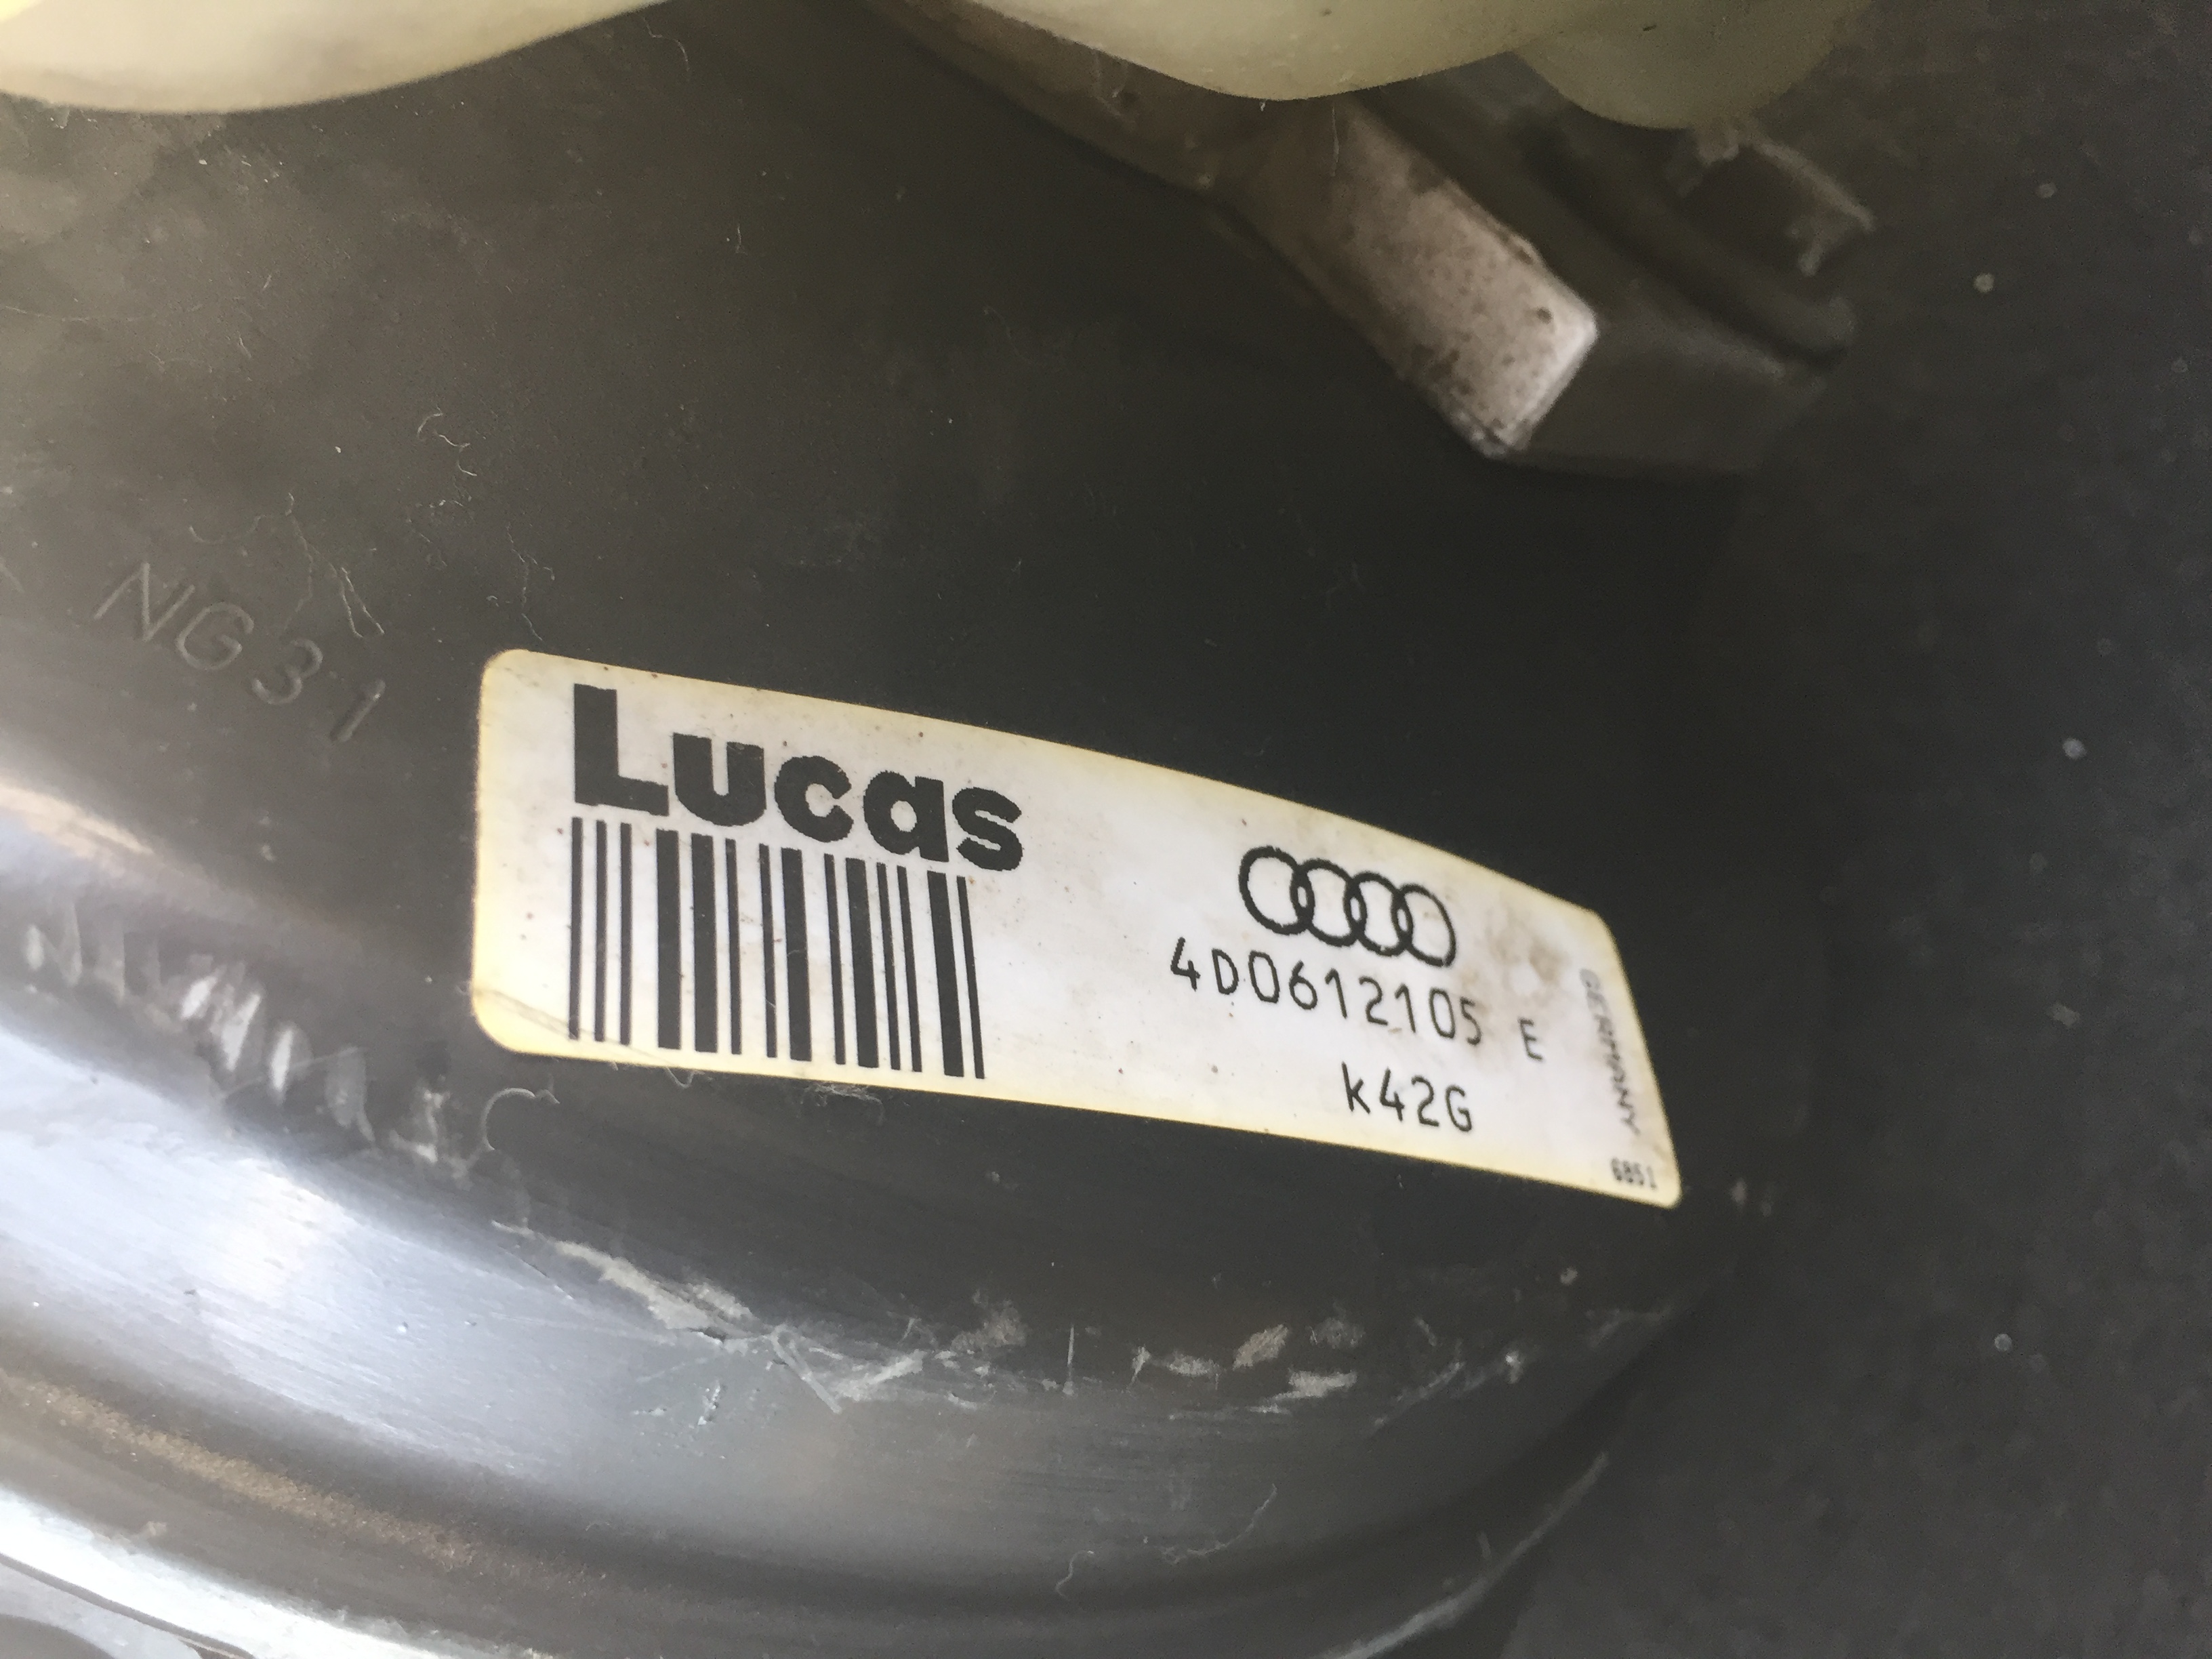 NG31
Lucas
4D0612105 E
k42G
GERMANY
6851